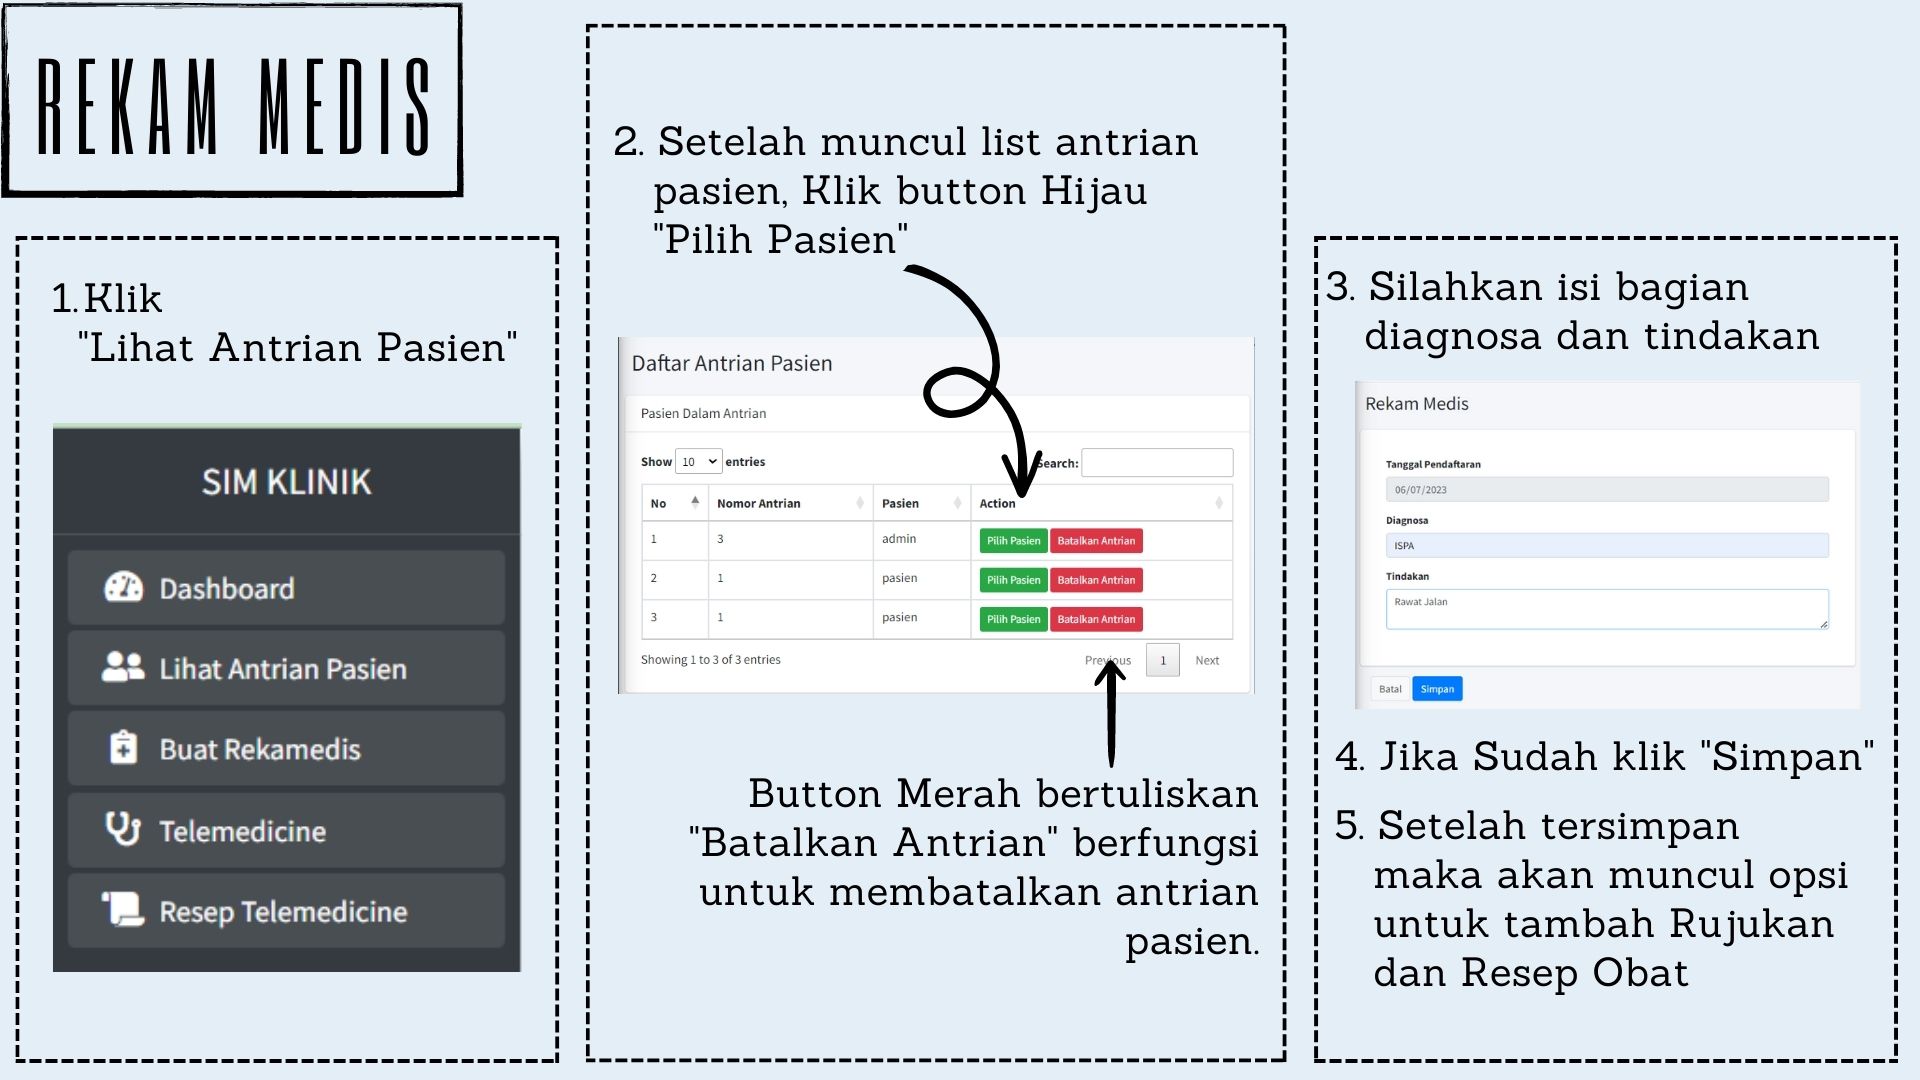 REKAM MEDIS
1. Klik
"Lihat Antrian Pasien"
SIM KLINIK
Dashboard
Lihat Antrian Pasien
Buat Rekamedis
Telemedicine
Resep Telemedicine
2. Setelah muncul list antrian
pasien, Klik button Hijau
"Pilih Pasien"
Daftar Antrian Pasien
Pasien Dalam Antrian
Show 10 entries Search:
No Nomor Antrian Pasien Action
1 3 admin Pilih Pasien Batalkan Antrian
2 1 pasien Pilih Pasien Batalkan Antrian
3 1 pasien Pilih Pasien Batalkan Antrian
Showing 1 to 3 of 3 entries Previous 1 Next
Button Merah bertuliskan
"Batalkan Antrian" berfungsi
untuk membatalkan antrian
pasien.
3. Silahkan isi bagian
diagnosa dan tindakan
Rekam Medis
Tanggal Pendaftaran
06/07/2023
Diagnosa
ISPA
Tindakan
Rawat Jalan
Batal Simpan
4. Jika Sudah klik "Simpan"
5. Setelah tersimpan
maka akan muncul opsi
untuk tambah Rujukan
dan Resep Obat